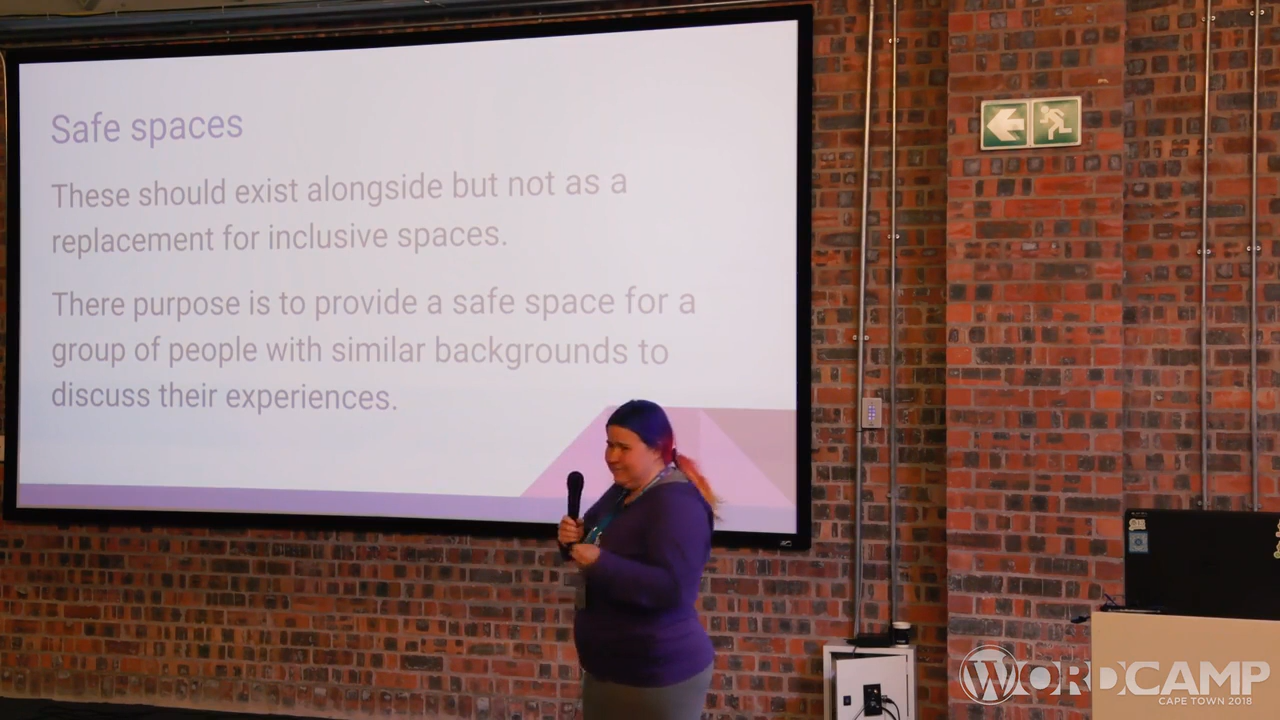 Safe spaces
These should exist alongside but not as a
replacement for inclusive spaces.
There purpose is to provide a safe space for a
group of people with similar backgrounds to
discuss their experiences.
WORDCAMP
CAPE TOWN 2018